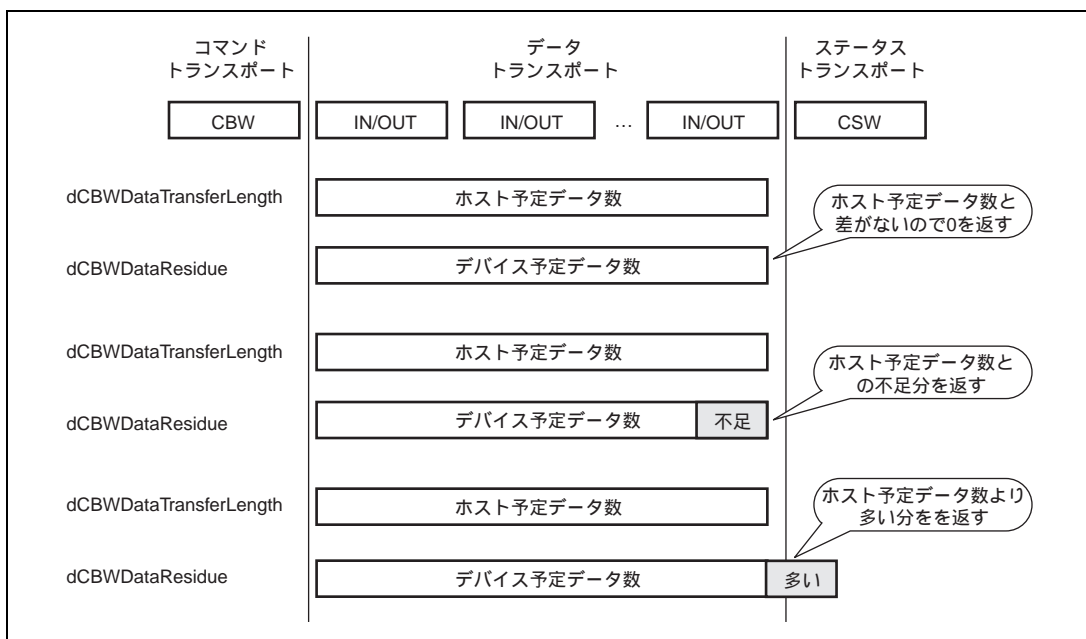 コマンド
トランスポート
データ
トランスポート
ステータス
トランスポート
CBW
IN/OUT
IN/OUT
…
IN/OUT
CSW
dCBWDataTransferLength
ホスト予定データ数
ホスト予定データ数と
差がないので0を返す
dCBWDataResidue
デバイス予定データ数
dCBWDataTransferLength
ホスト予定データ数
ホスト予定データ数と
の不足分を返す
dCBWDataResidue
デバイス予定データ数
不足
dCBWDataTransferLength
ホスト予定データ数
ホスト予定データ数より
多い分をを返す
dCBWDataResidue
デバイス予定データ数
多い